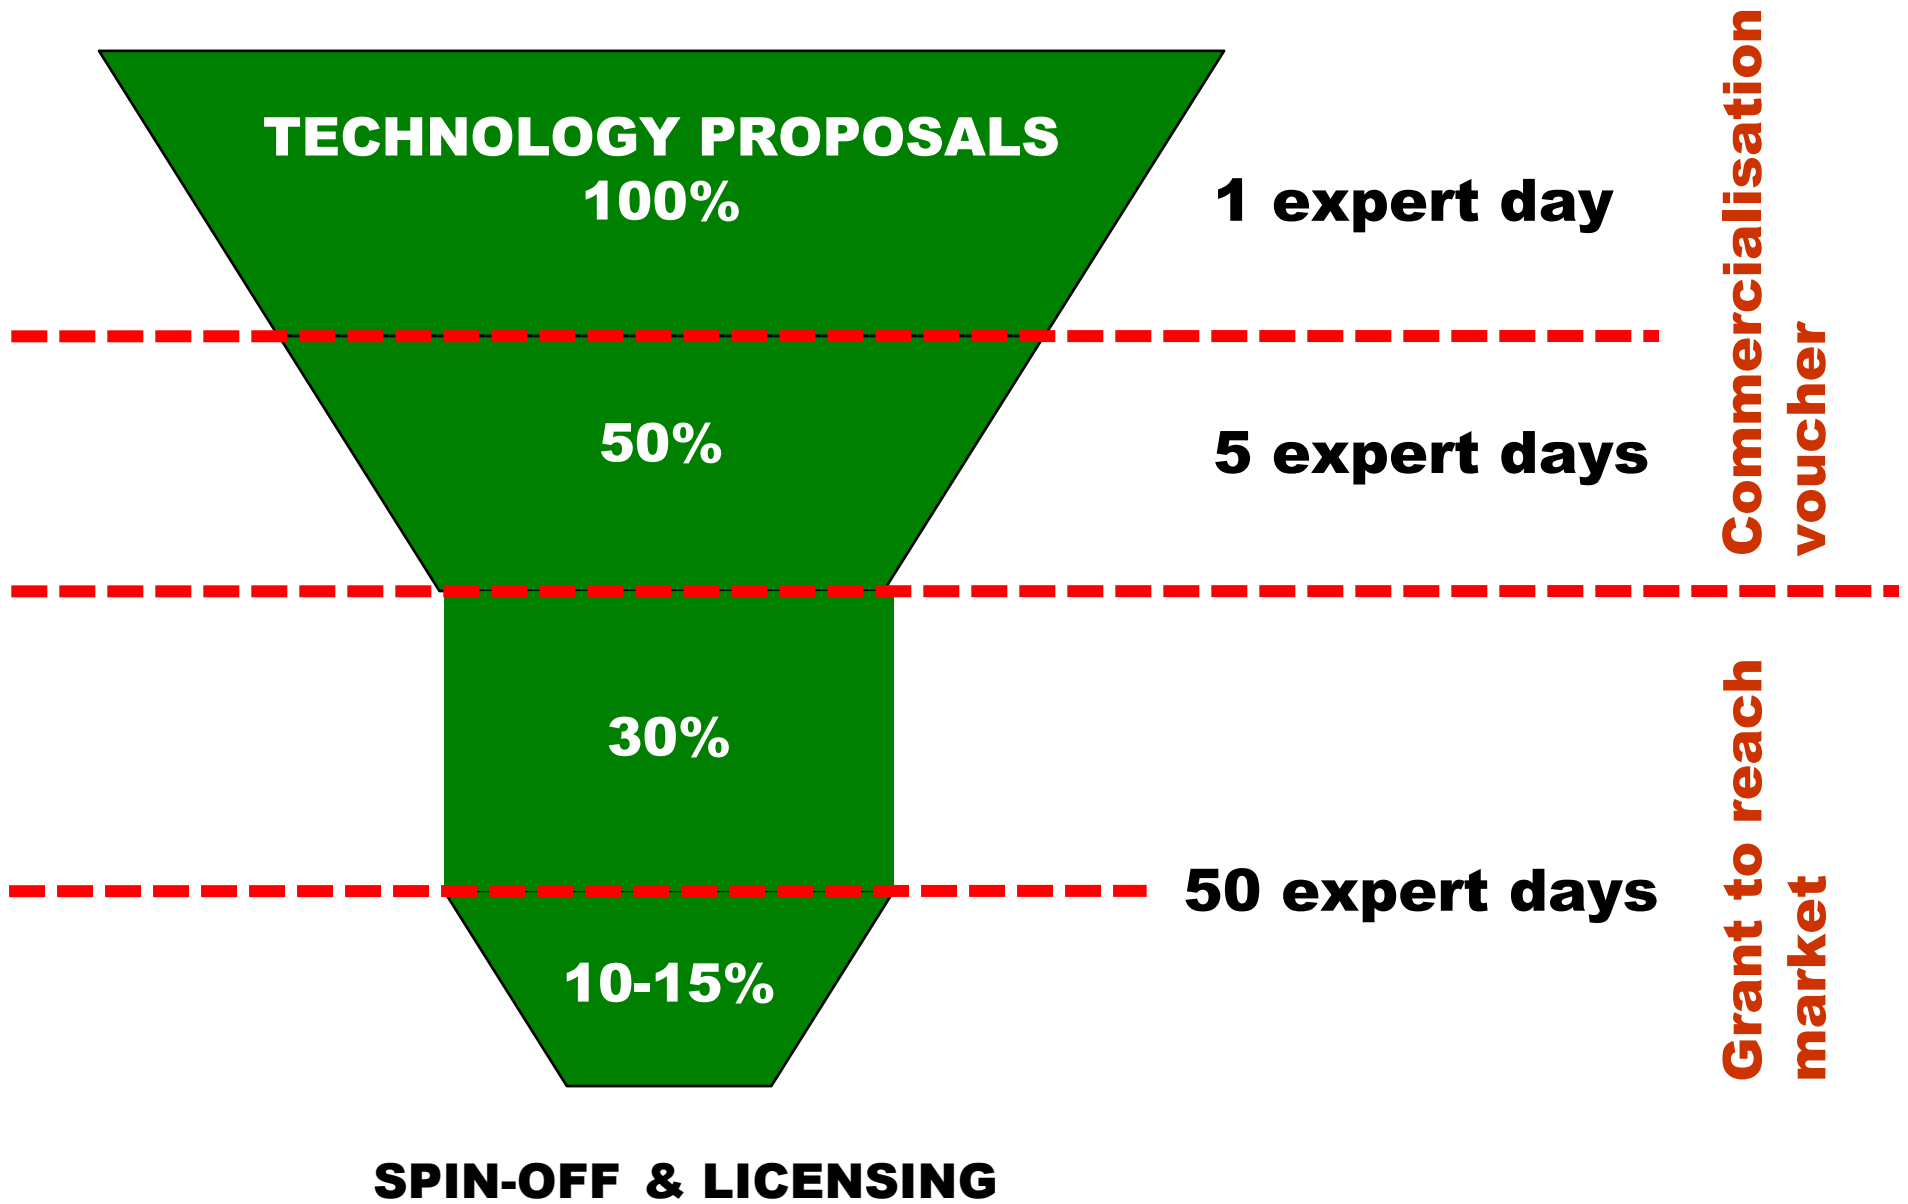 TECHNOLOGY PROPOSALS
100%
1 expert day
50%
5 expert days
Commercialisation
voucher
30%
50 expert days
10-15%
Grant to reach
market
SPIN-OFF & LICENSING